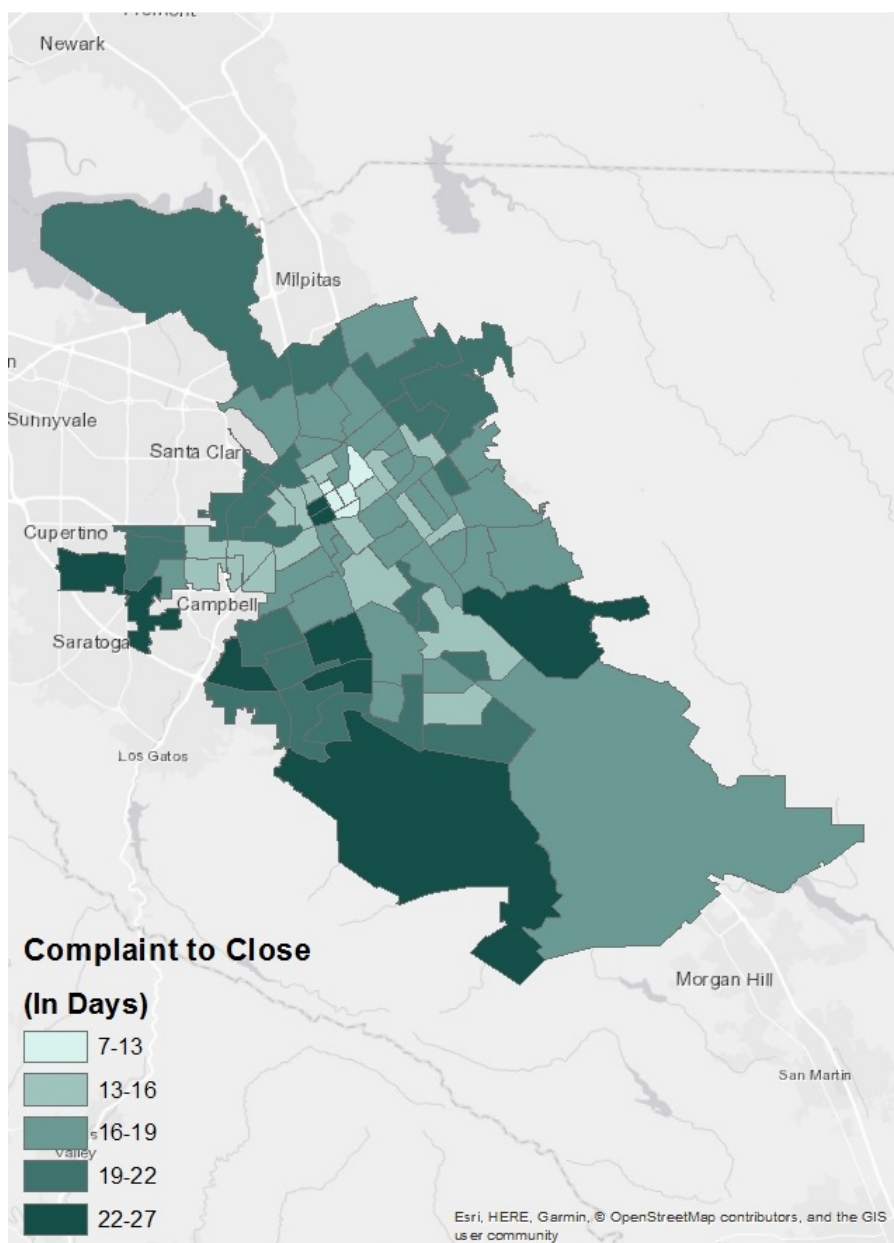 Newark
Milpitas
Sunnyvale
Santa Clar
Cupertino
Campbell
Saratoga
Los Gatos
Morgan Hill
San Martin
Complaint to Close
(In Days)
7-13
13-16
16-19
19-22
Valley
22-27
Esri, HERE, Garmin, © OpenStreetMap contributors, and the GIS
user community